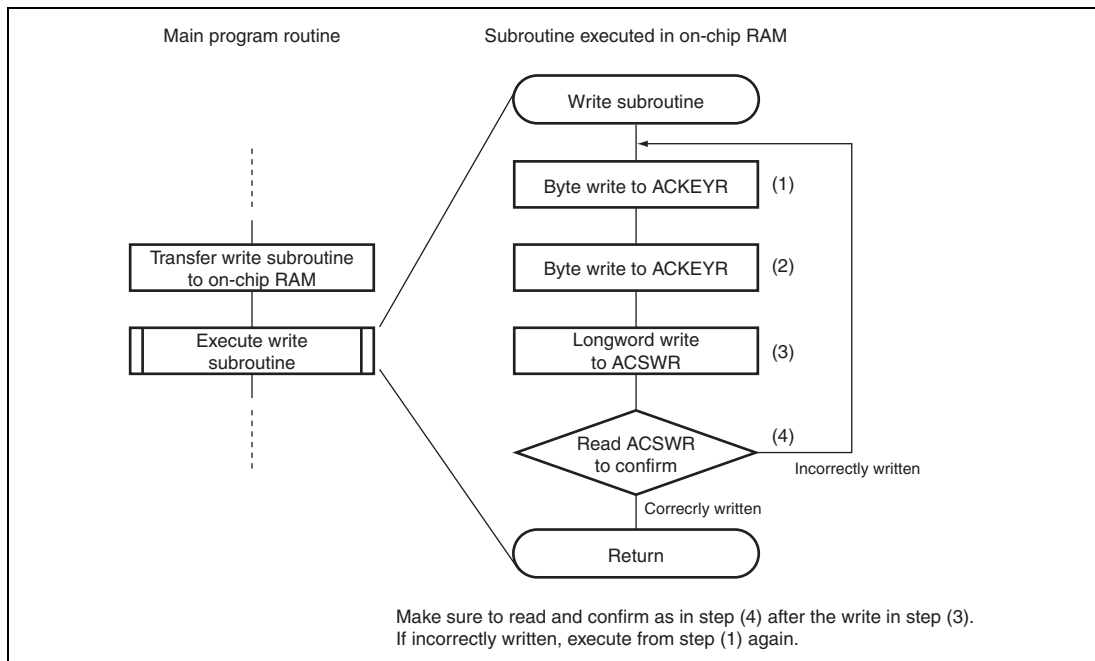 Main program routine
Subroutine executed in on-chip RAM
Write subroutine
Byte write to ACKEYR
(1)
Transfer write subroutine
to on-chip RAM
Byte write to ACKEYR
(2)
Execute write
subroutine
Longword write
to ACSWR
(3)
Read ACSWR
to confirm
(4)
Incorrectly written
Correcrly written
Return
Make sure to read and confirm as in step (4) after the write in step (3).
If incorrectly written, execute from step (1) again.